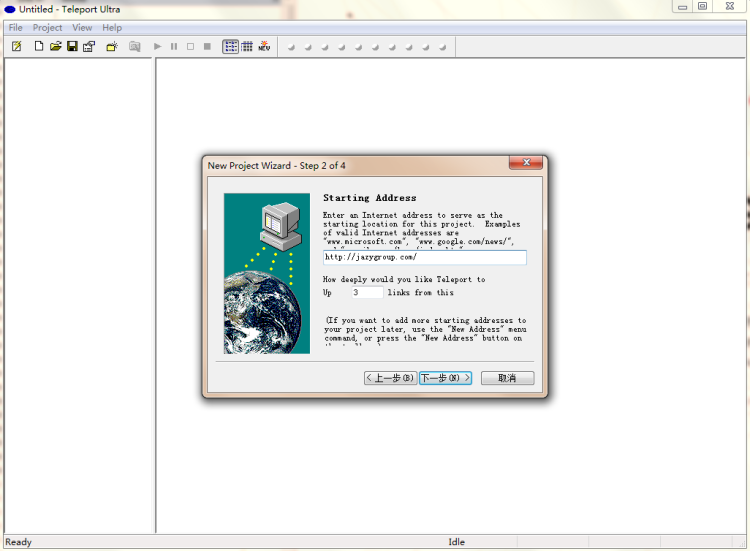 Untitled - Teleport Ultra
File Project View Help
NEW
New Project Wizard - Step 2 of 4
Starting Address
Enter an Internet address to serve as the
starting location for this project. Examples
of valid Internet addresses are
"www.microsoft.com", "www.google.com/news/",
http://jazygroup.com/
How deeply would you like Teleport to
Up 3 links from this
(If you want to add more starting addresses to
your project later, use the "New Address" menu
command, or press the "New Address" button on
<上一步(B) 下一步(N) > 取消
Ready Idle